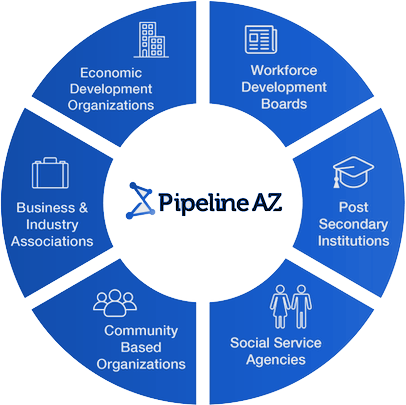 Economic
Development
Organizations
Workforce
Development
Boards
Business &
Industry
Associations
Pipeline AZ
Post
Secondary
Institutions
Community
Based
Organizations
Social Service
Agencies